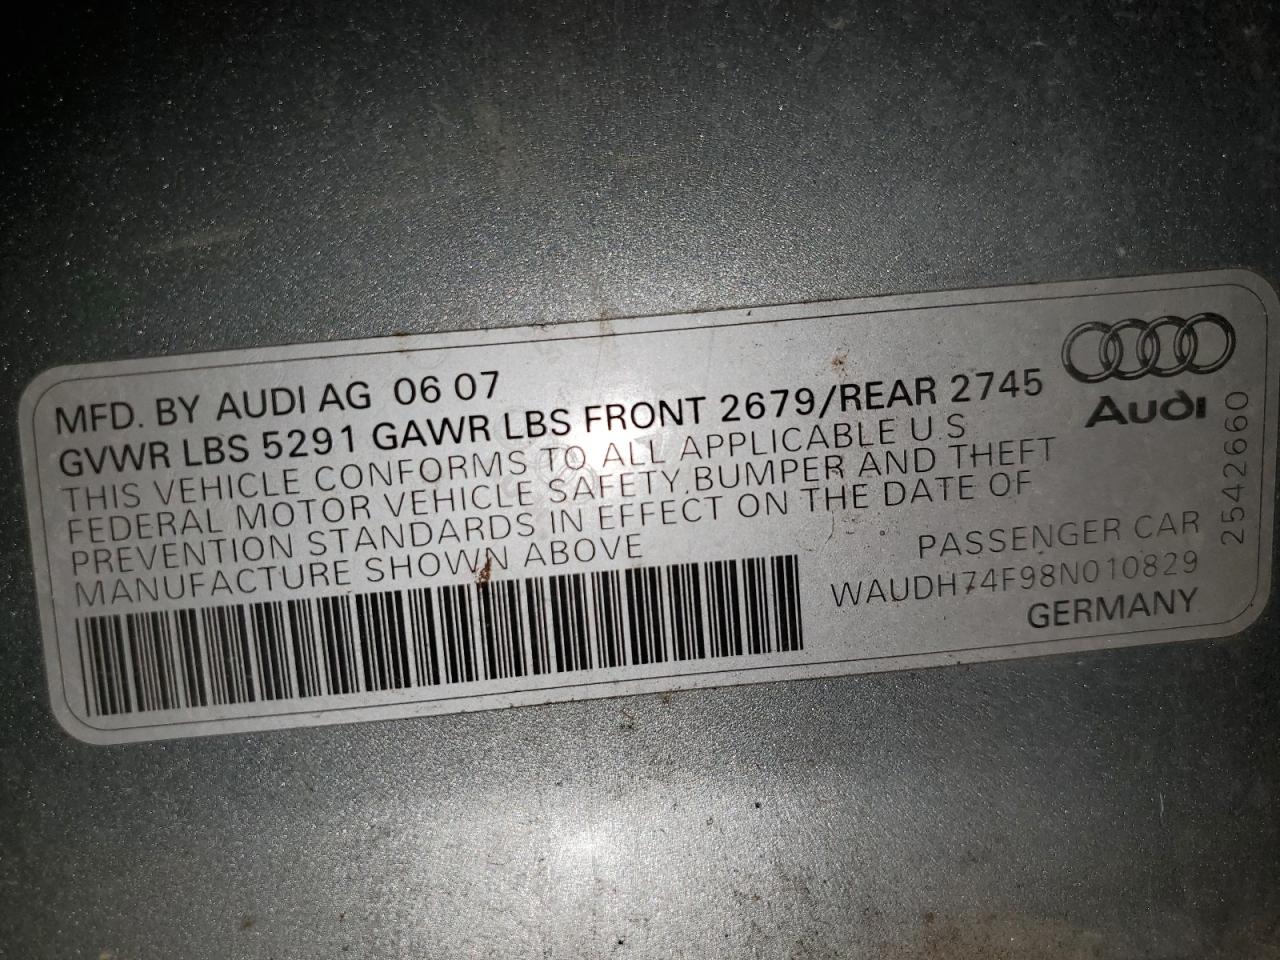 MFD. BY AUDI AG 06 07
GVWR LBS 5291 GAWR LBS FRONT 2679/REAR 2745
THIS VEHICLE CONFORMS TO ALL APPLICABLE U S
FEDERAL MOTOR VEHICLE SAFETY, BUMPER AND THEFT
PREVENTION STANDARDS IN EFFECT ON THE DATE OF
MANUFACTURE SHOWN ABOVE
Audi
2542660
PASSENGER CAR
WAUDH74F98N010829
GERMANY